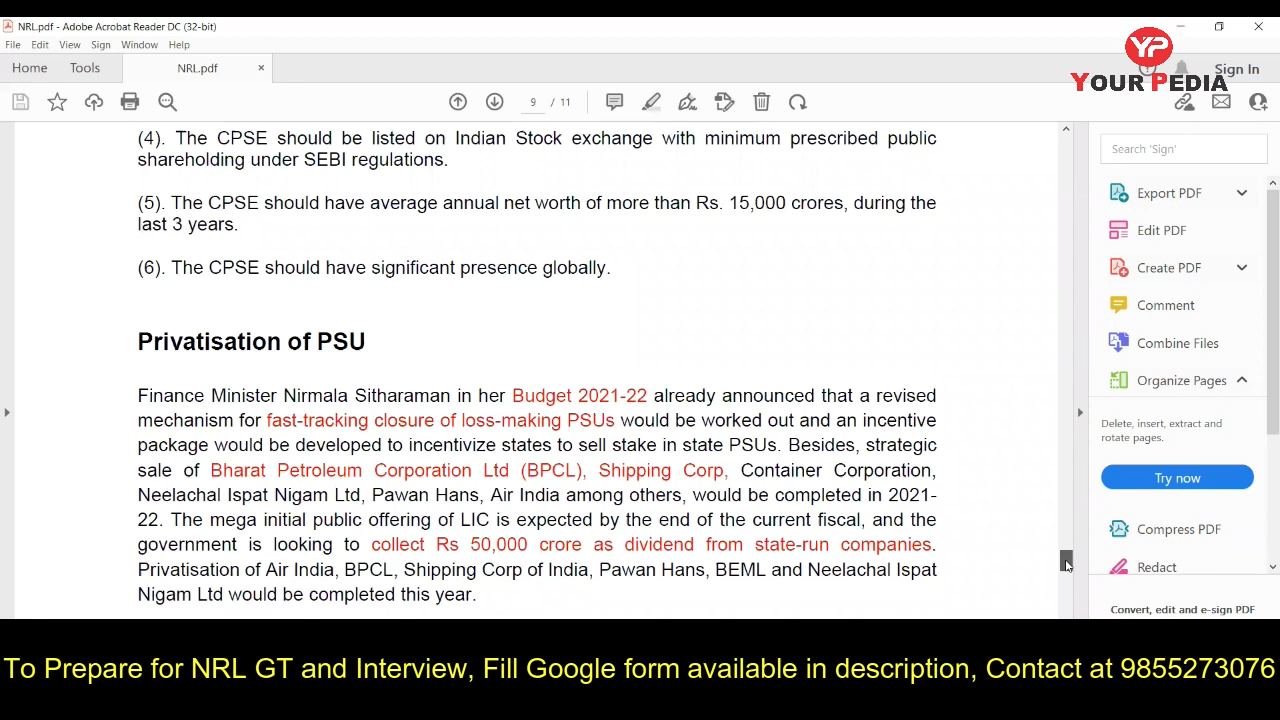 NRL.pdf - Adobe Acrobat Reader DC (32-bit)
File Edit View Sign Window Help
Home Tools NRL.pdf × Sign In
YP
YOUR PEDIA
9 / 11
(4). The CPSE should be listed on Indian Stock exchange with minimum prescribed public
shareholding under SEBI regulations.
(5). The CPSE should have average annual net worth of more than Rs. 15,000 crores, during the
last 3 years.
(6). The CPSE should have significant presence globally.
Privatisation of PSU
Finance Minister Nirmala Sitharaman in her Budget 2021-22 already announced that a revised
mechanism for fast-tracking closure of loss-making PSUs would be worked out and an incentive
package would be developed to incentivize states to sell stake in state PSUs. Besides, strategic
sale of Bharat Petroleum Corporation Ltd (BPCL), Shipping Corp, Container Corporation,
Neelachal Ispat Nigam Ltd, Pawan Hans, Air India among others, would be completed in 2021-
22. The mega initial public offering of LIC is expected by the end of the current fiscal, and the
government is looking to collect Rs 50,000 crore as dividend from state-run companies.
Privatisation of Air India, BPCL, Shipping Corp of India, Pawan Hans, BEML and Neelachal Ispat
Nigam Ltd would be completed this year.
Search 'Sign'
Export PDF
Edit PDF
Create PDF
Comment
Combine Files
Organize Pages
Delete, insert, extract and
rotate pages.
Try now
Compress PDF
Redact
Convert, edit and e-sign PDF
To Prepare for NRL GT and Interview, Fill Google form available in description, Contact at 9855273076